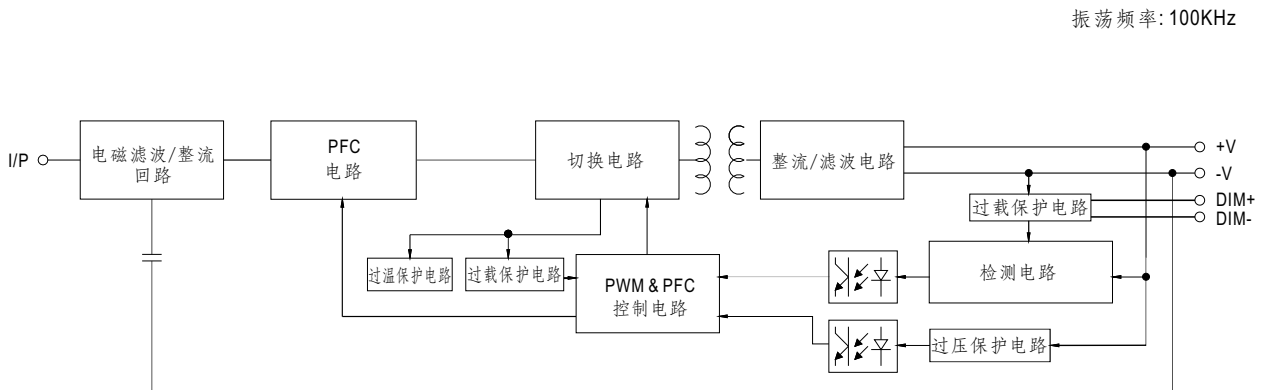 振荡频率: 100KHz
I/P
电磁滤波/整流
回路
PFC
电路
切换电路
整流/滤波电路
+V
-V
DIM+
DIM-
过载保护电路
过温保护电路
过载保护电路
PWM & PFC
控制电路
检测电路
过压保护电路